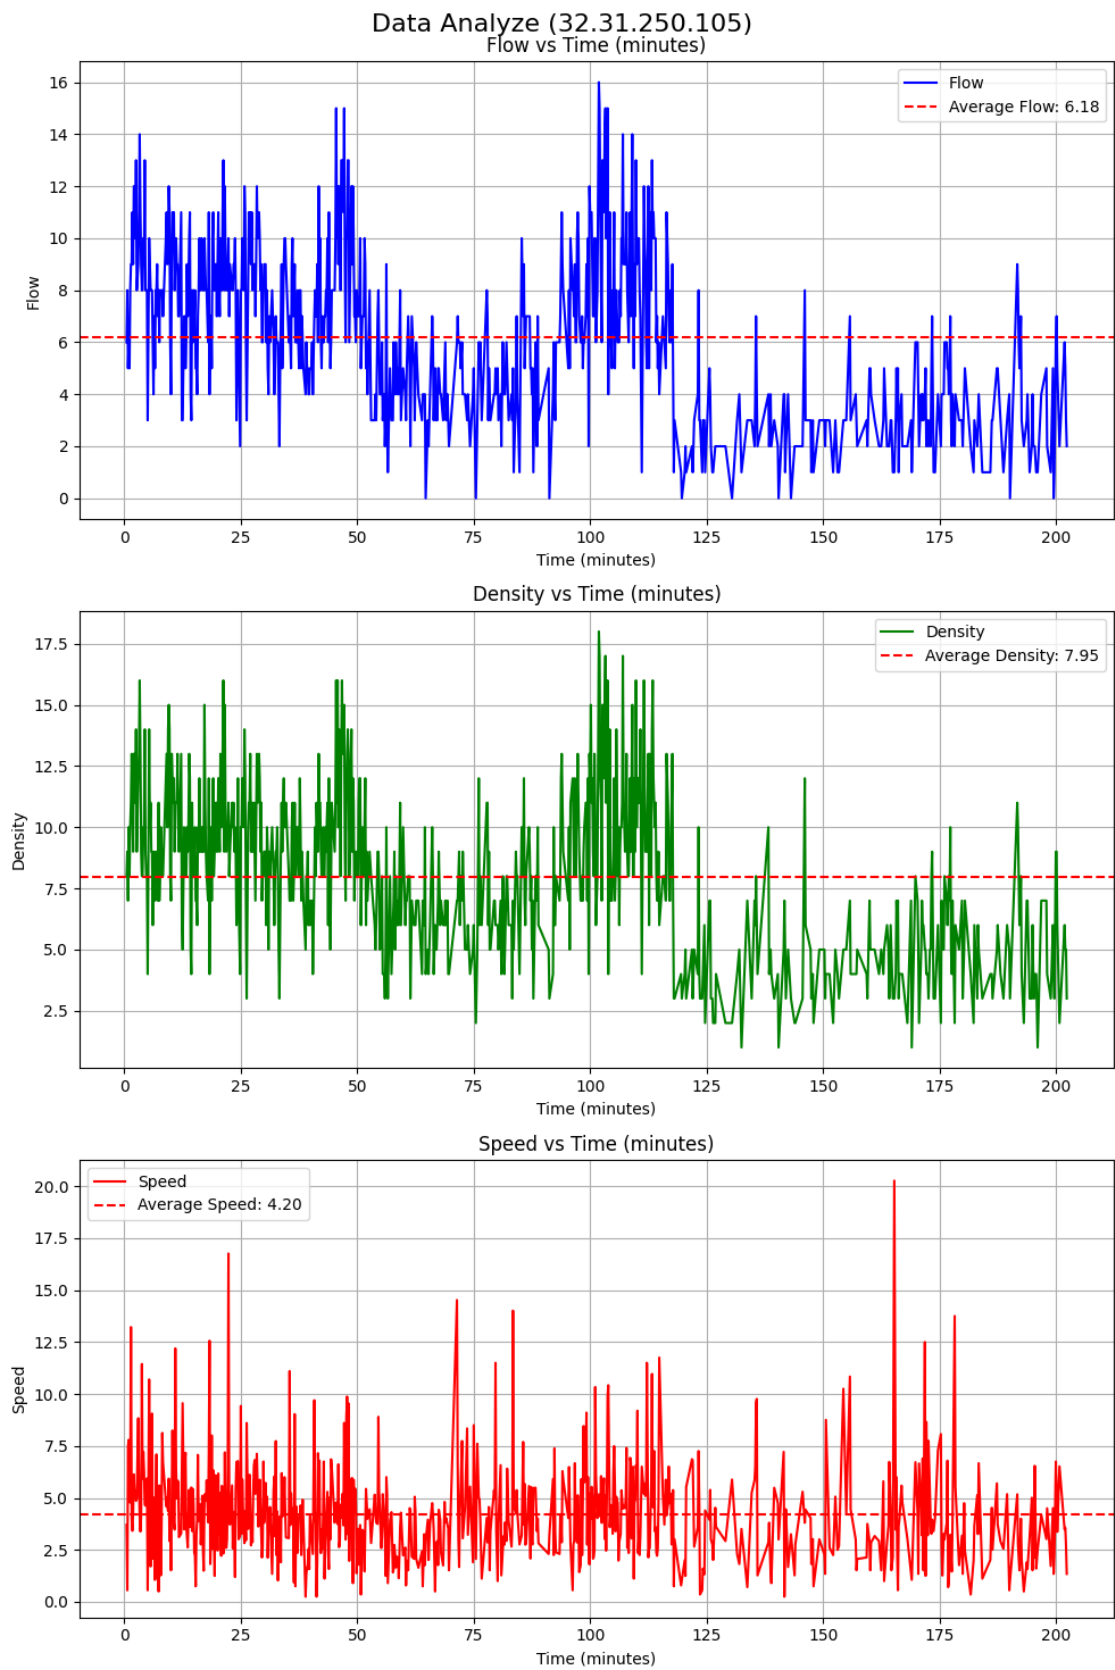 Data Analyze (32.31.250.105)
Flow vs Time (minutes)
Flow
Average Flow: 6.18
16
14
12
10
8
6
4
2
0
Flow
0 25 50 75 100 125 150 175 200
Time (minutes)
Density vs Time (minutes)
Density
Average Density: 7.95
17.5
15.0
12.5
10.0
7.5
5.0
2.5
Density
0 25 50 75 100 125 150 175 200
Time (minutes)
Speed vs Time (minutes)
Speed
Average Speed: 4.20
20.0
17.5
15.0
12.5
10.0
7.5
5.0
2.5
0.0
Speed
0 25 50 75 100 125 150 175 200
Time (minutes)